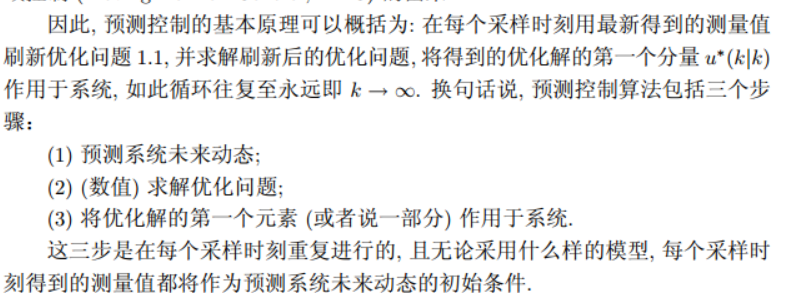 因此, 预测控制的基本原理可以概括为: 在每个采样时刻用最新得到的测量值
刷新优化问题 1.1, 并求解刷新后的优化问题, 将得到的优化解的第一个分量 u*(k|k)
作用于系统, 如此循环往复至永远即 k → ∞. 换句话说, 预测控制算法包括三个步
骤:
(1) 预测系统未来动态;
(2) (数值) 求解优化问题;
(3) 将优化解的第一个元素 (或者说一部分) 作用于系统.
这三步是在每个采样时刻重复进行的, 且无论采用什么样的模型, 每个采样时
刻得到的测量值都将作为预测系统未来动态的初始条件.